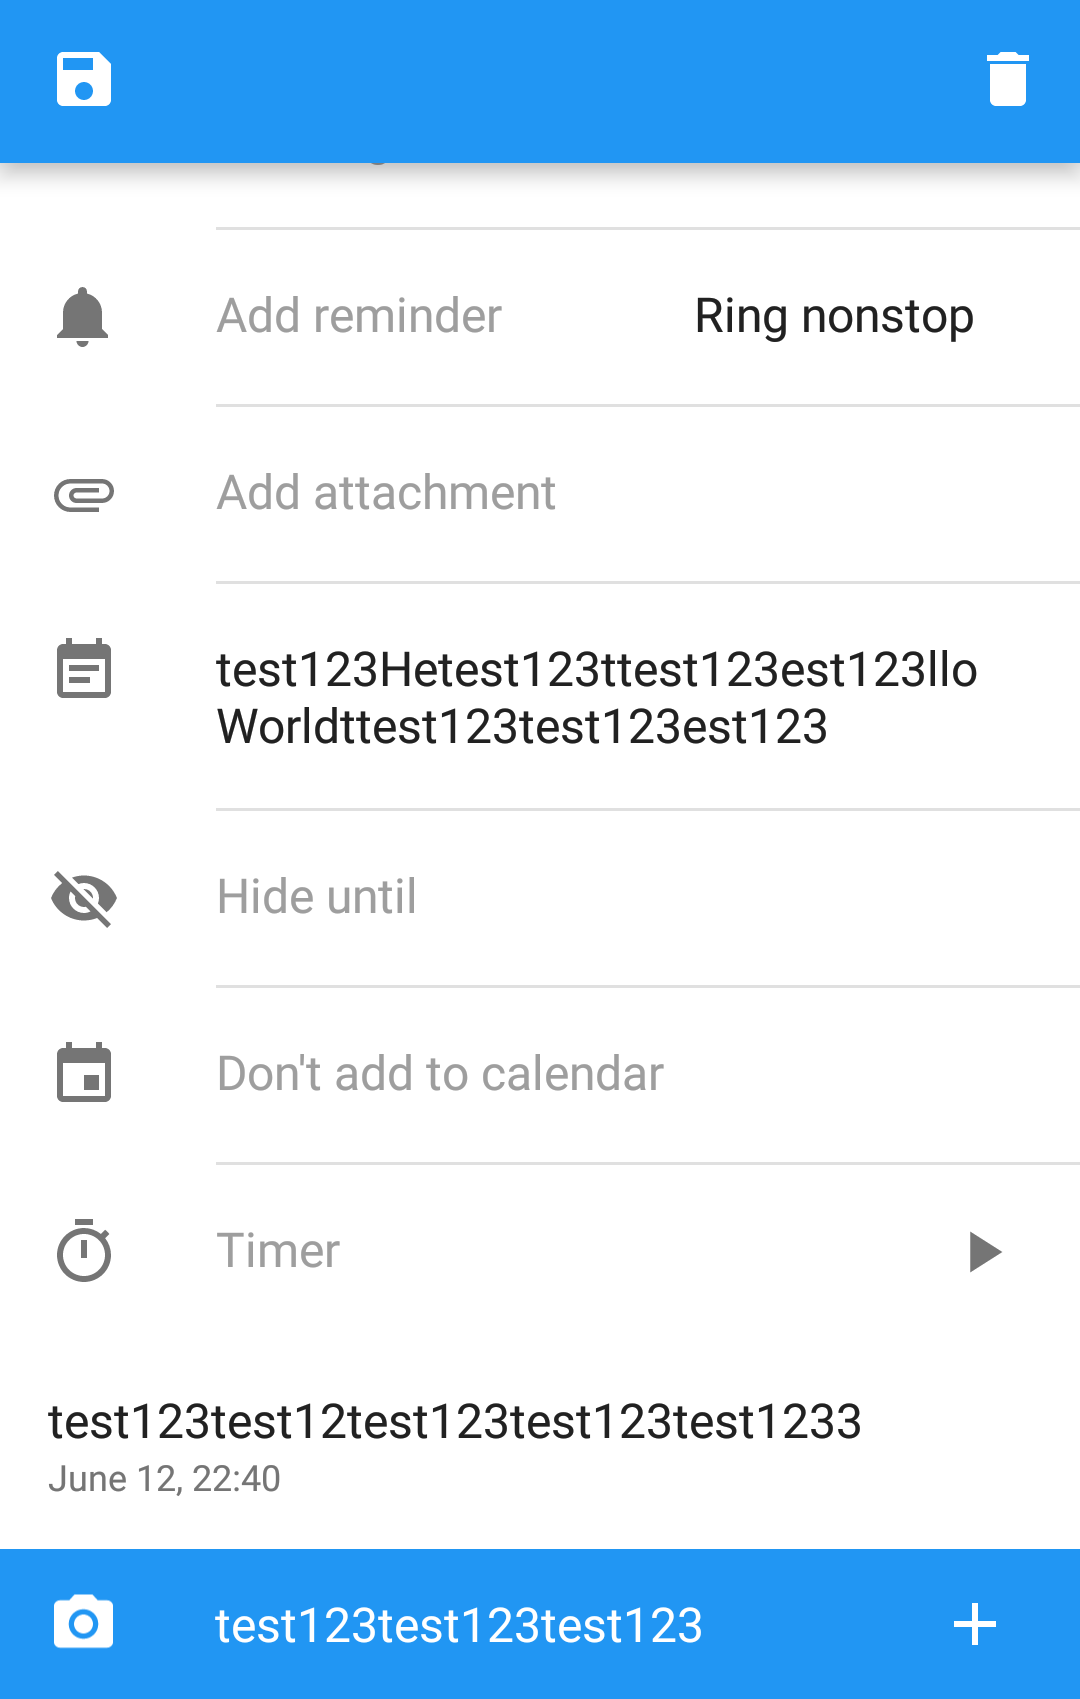 Add reminder Ring nonstop
Add attachment
test123Hetest123ttest123est123llo
Worldttest123test123est123
Hide until
Don't add to calendar
Timer
test123test12test123test123test1233
June 12, 22:40
test123test123test123